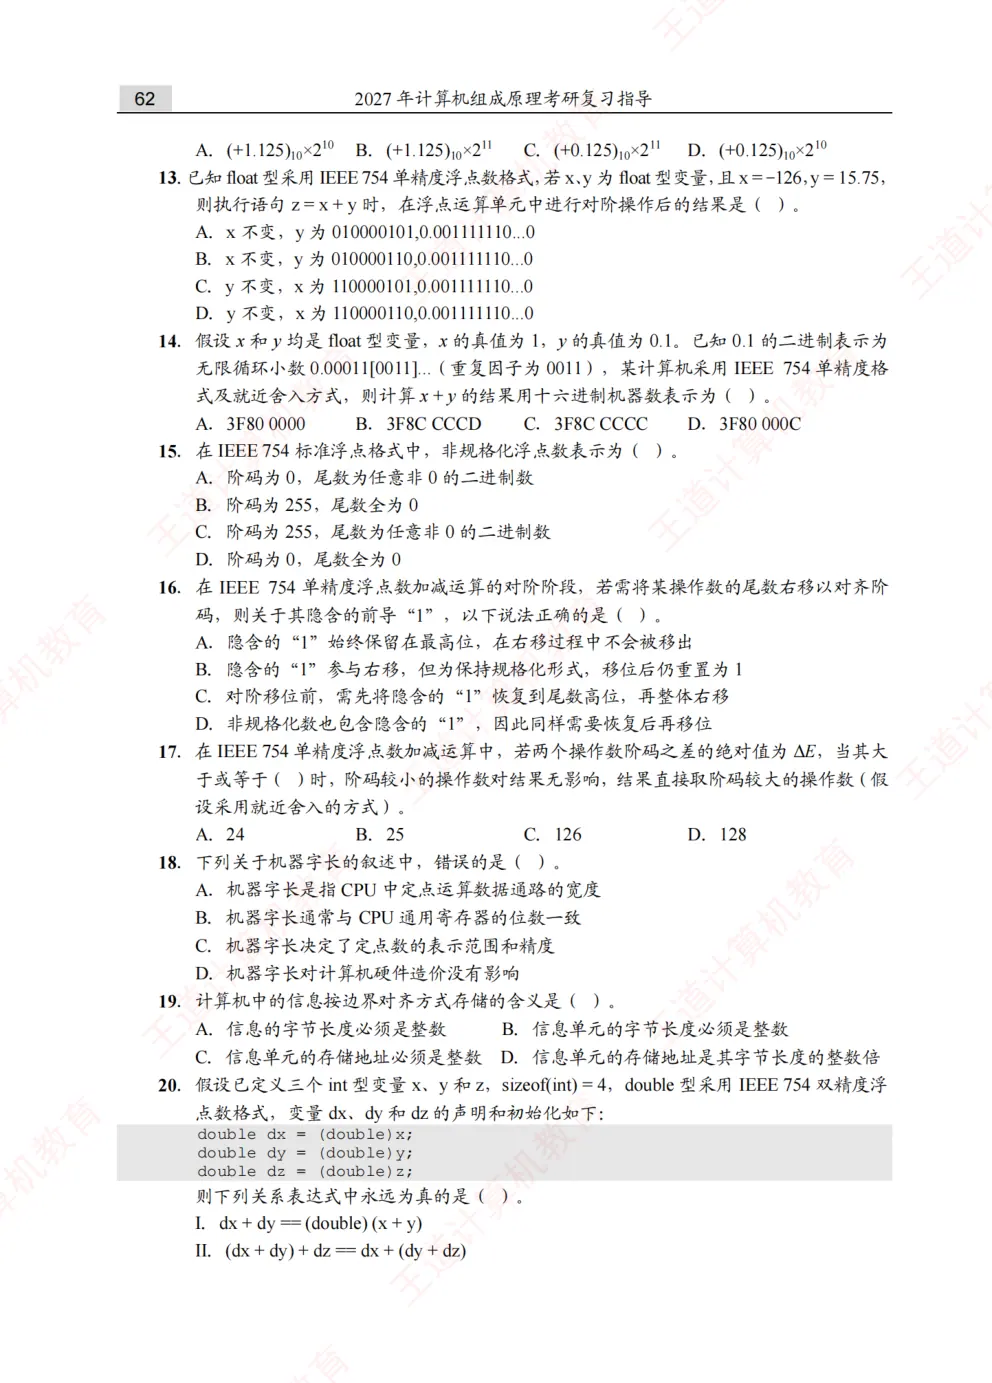 62
2027年计算机组成原理考研复习指导
A. (+1.125)₁₀×2¹⁰ B. (+1.125)₁₀×2¹¹ C. (+0.125)₁₀×2¹¹ D. (+0.125)₁₀×2¹⁰
13. 已知 float 型采用 IEEE 754 单精度浮点数格式,若 x、y 为 float 型变量,且 x = −126, y = 15.75,
则执行语句 z = x + y 时，在浮点运算单元中进行对阶操作后的结果是（ ）。
A. x 不变，y 为 010000101,0.001111110...0
B. x 不变，y 为 010000110,0.001111110...0
C. y 不变，x 为 110000101,0.001111110...0
D. y 不变，x 为 110000110,0.001111110...0
14. 假设 x 和 y 均是 float 型变量，x 的真值为 1，y 的真值为 0.1。已知 0.1 的二进制表示为
无限循环小数 0.00011[0011]...（重复因子为 0011），某计算机采用 IEEE 754 单精度格
式及就近舍入方式，则计算 x + y 的结果用十六进制机器数表示为（ ）。
A. 3F80 0000 B. 3F8C CCCD C. 3F8C CCCC D. 3F80 000C
15. 在 IEEE 754 标准浮点格式中，非规格化浮点数表示为（ ）。
A. 阶码为 0，尾数为任意非 0 的二进制数
B. 阶码为 255，尾数全为 0
C. 阶码为 255，尾数为任意非 0 的二进制数
D. 阶码为 0，尾数全为 0
16. 在 IEEE 754 单精度浮点数加减运算的对阶阶段，若需将某操作数的尾数右移以对齐阶
码，则关于其隐含的前导“1”，以下说法正确的是（ ）。
A. 隐含的“1”始终保留在最高位，在右移过程中不会被移出
B. 隐含的“1”参与右移，但为保持规格化形式，移位后仍重置为 1
C. 对阶移位前，需先将隐含的“1”恢复到尾数高位，再整体右移
D. 非规格化数也包含隐含的“1”，因此同样需要恢复后再移位
17. 在 IEEE 754 单精度浮点数加减运算中，若两个操作数阶码之差的绝对值为 ΔE，当其大
于或等于（ ）时，阶码较小的操作数对结果无影响，结果直接取阶码较大的操作数（假
设采用就近舍入的方式）。
A. 24 B. 25 C. 126 D. 128
18. 下列关于机器字长的叙述中，错误的是（ ）。
A. 机器字长是指 CPU 中定点运算数据通路的宽度
B. 机器字长通常与 CPU 通用寄存器的位数一致
C. 机器字长决定了定点数的表示范围和精度
D. 机器字长对计算机硬件造价没有影响
19. 计算机中的信息按边界对齐方式存储的含义是（ ）。
A. 信息的字节长度必须是整数 B. 信息单元的字节长度必须是整数
C. 信息单元的存储地址必须是整数 D. 信息单元的存储地址是其字节长度的整数倍
20. 假设已定义三个 int 型变量 x、y 和 z，sizeof(int) = 4，double 型采用 IEEE 754 双精度浮
点数格式，变量 dx、dy 和 dz 的声明和初始化如下：
double dx = (double)x;
double dy = (double)y;
double dz = (double)z;
则下列关系表达式中永远为真的是（ ）。
I. dx + dy == (double) (x + y)
II. (dx + dy) + dz == dx + (dy + dz)